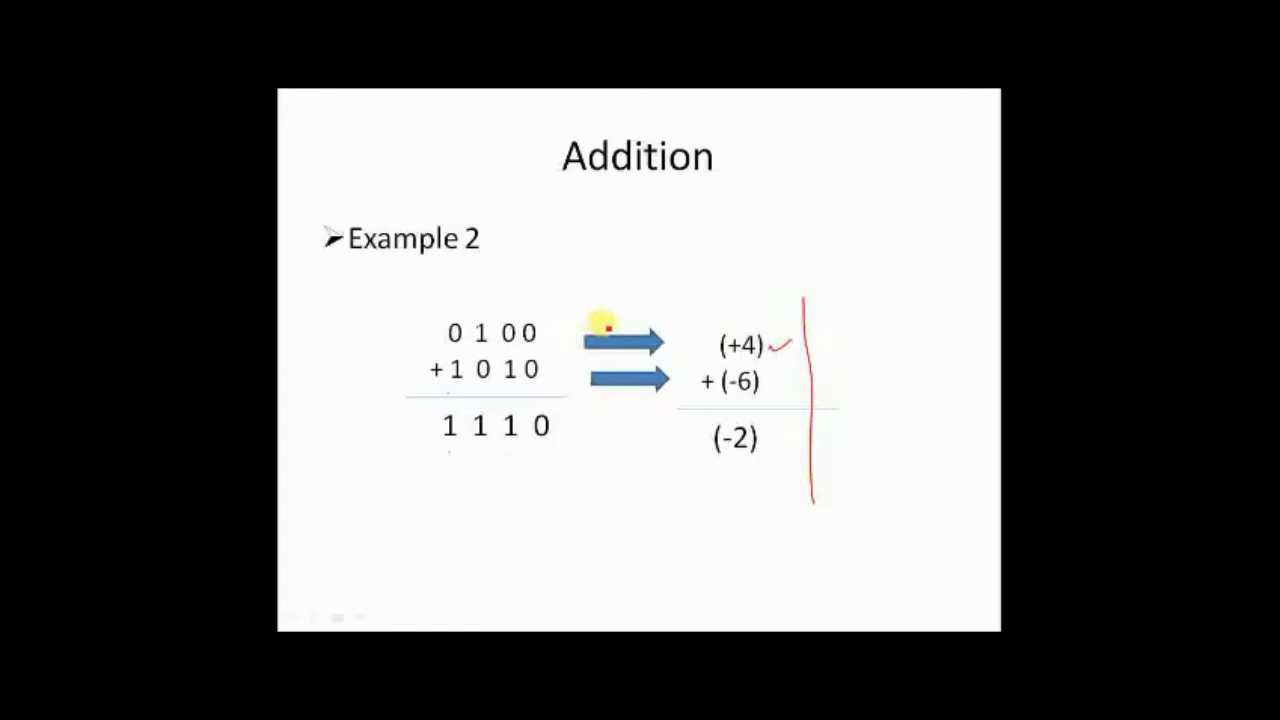 Addition
➢Example 2
0 1 0 0
+ 1 0 1 0
1 1 1 0
(+4)
+ (-6)
(-2)